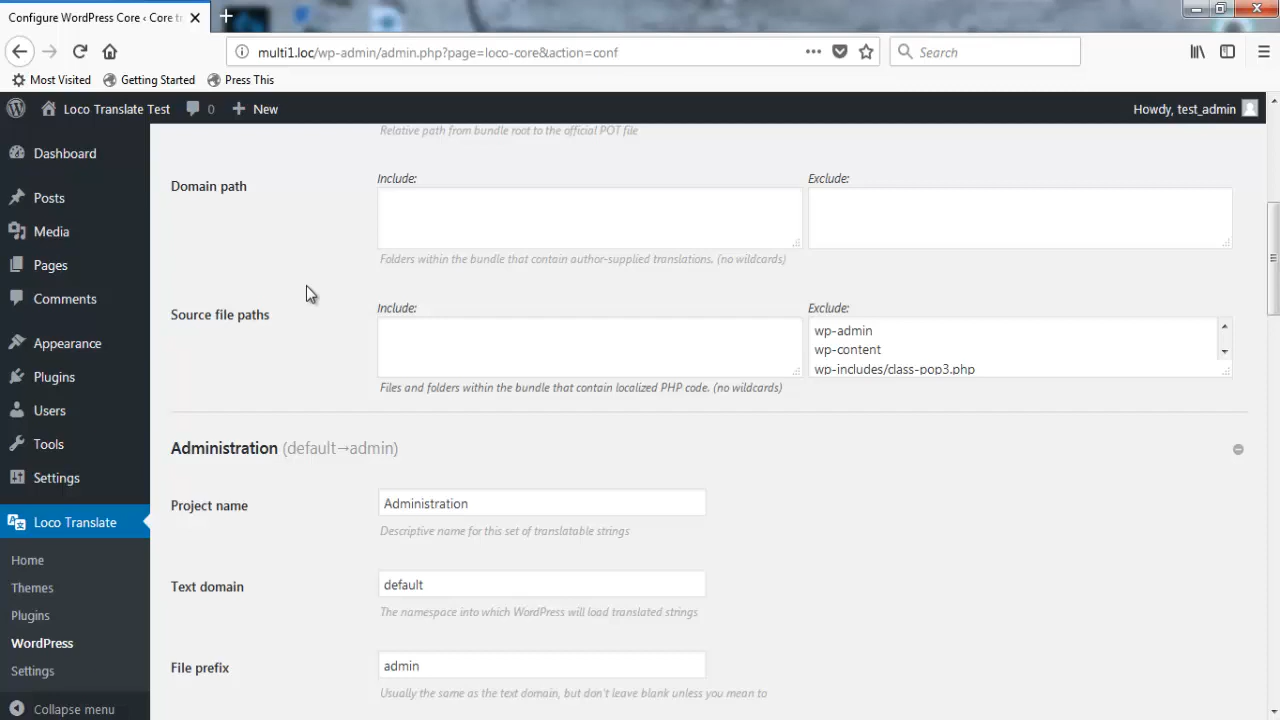 Configure WordPress Core ‹ Core tr
multi1.loc/wp-admin/admin.php?page=loco-core&action=conf
Search
Most Visited
Getting Started
Press This
Loco Translate Test
0
New
Howdy, test_admin
Dashboard
Posts
Media
Pages
Comments
Appearance
Plugins
Users
Tools
Settings
Loco Translate
Home
Themes
Plugins
WordPress
Settings
Collapse menu
Relative path from bundle root to the official POT file
Domain path
Include:
Exclude:
Folders within the bundle that contain author-supplied translations. (no wildcards)
Source file paths
Include:
Exclude:
wp-admin
wp-content
wp-includes/class-pop3.php
Files and folders within the bundle that contain localized PHP code. (no wildcards)
Administration (default→admin)
Project name
Administration
Descriptive name for this set of translatable strings
Text domain
default
The namespace into which WordPress will load translated strings
File prefix
admin
Usually the same as the text domain, but don't leave blank unless you mean to